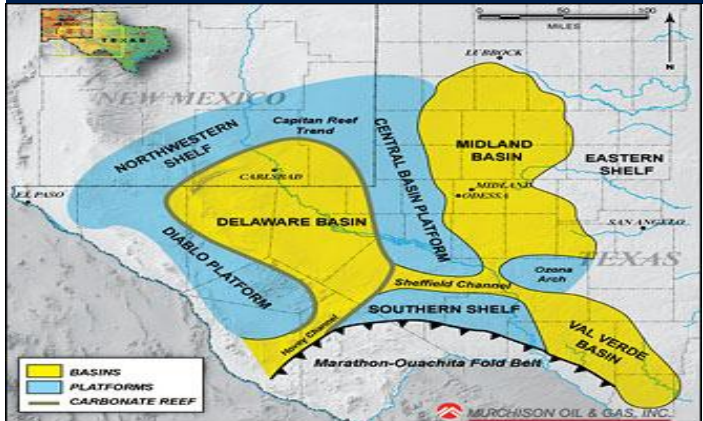 TEXAS
0
50
100
MILES
N
LUBBOCK
NEW MEXICO
Capitan Reef
Trend
NORTHWESTERN
SHELF
CENTRAL BASIN PLATFORM
MIDLAND
BASIN
EASTERN
SHELF
CARLSBAD
MIDLAND
ODESSA
EL PASO
DELAWARE BASIN
SAN ANGELO
TEXAS
DIABLO PLATFORM
Ozona
Arch
Sheffield Channel
SOUTHERN SHELF
Hovey Channel
VAL VERDE
BASIN
Marathon-Ouachita Fold Belt
BASINS
PLATFORMS
CARBONATE REEF
MURCHISON OIL & GAS, INC.